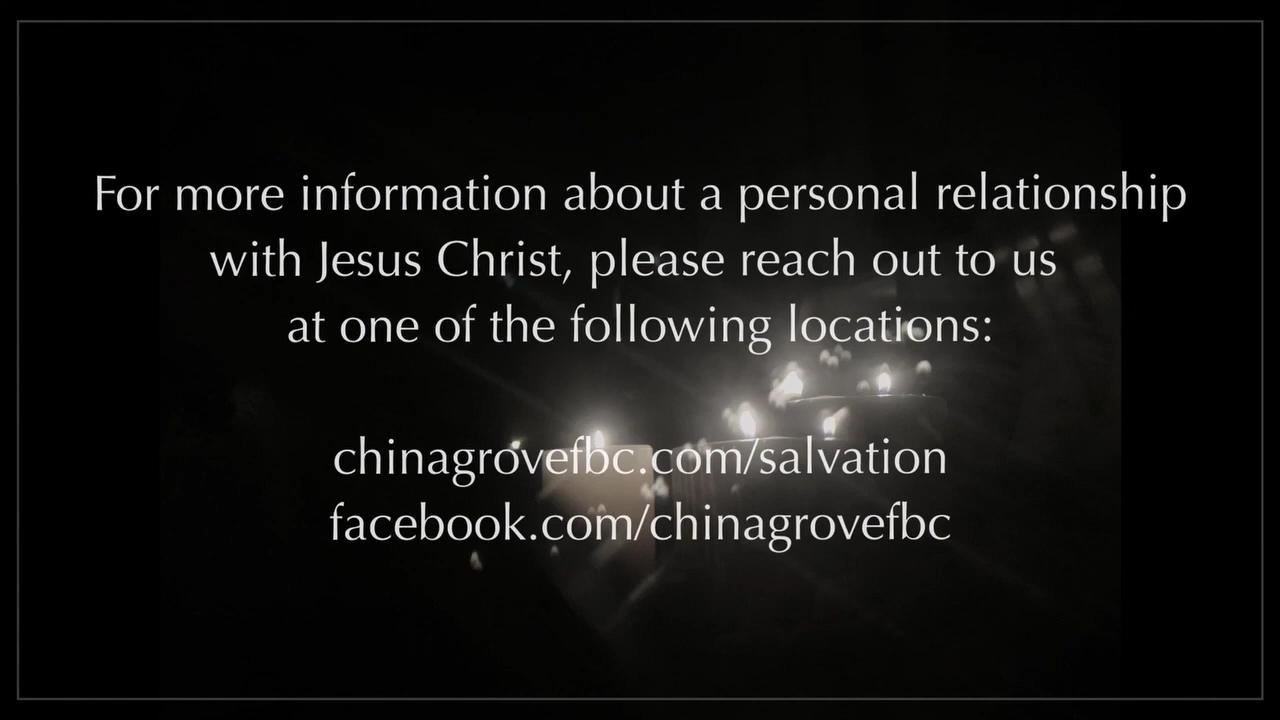 For more information about a personal relationship
with Jesus Christ, please reach out to us
at one of the following locations:
chinagrovefbc.com/salvation
facebook.com/chinagrovefbc